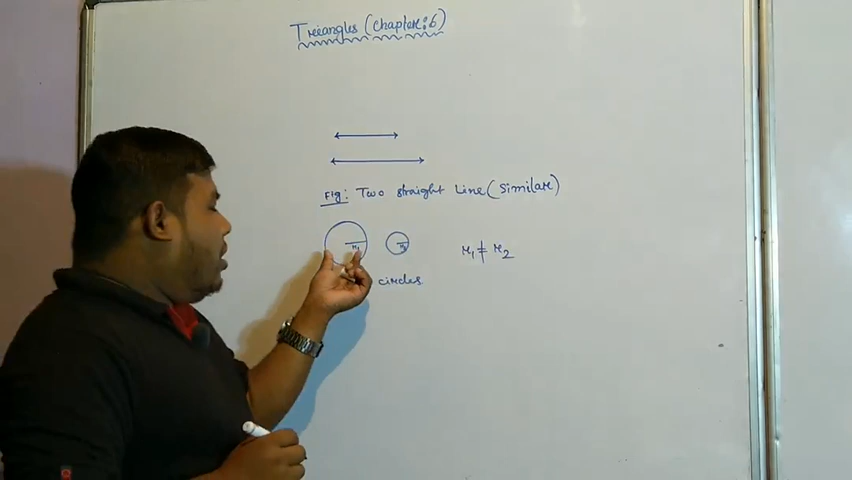 Triangles (Chapter: 6)
Fig: Two straight Line (Similar)
r₁ r₂ r₁ ≠ r₂
circles